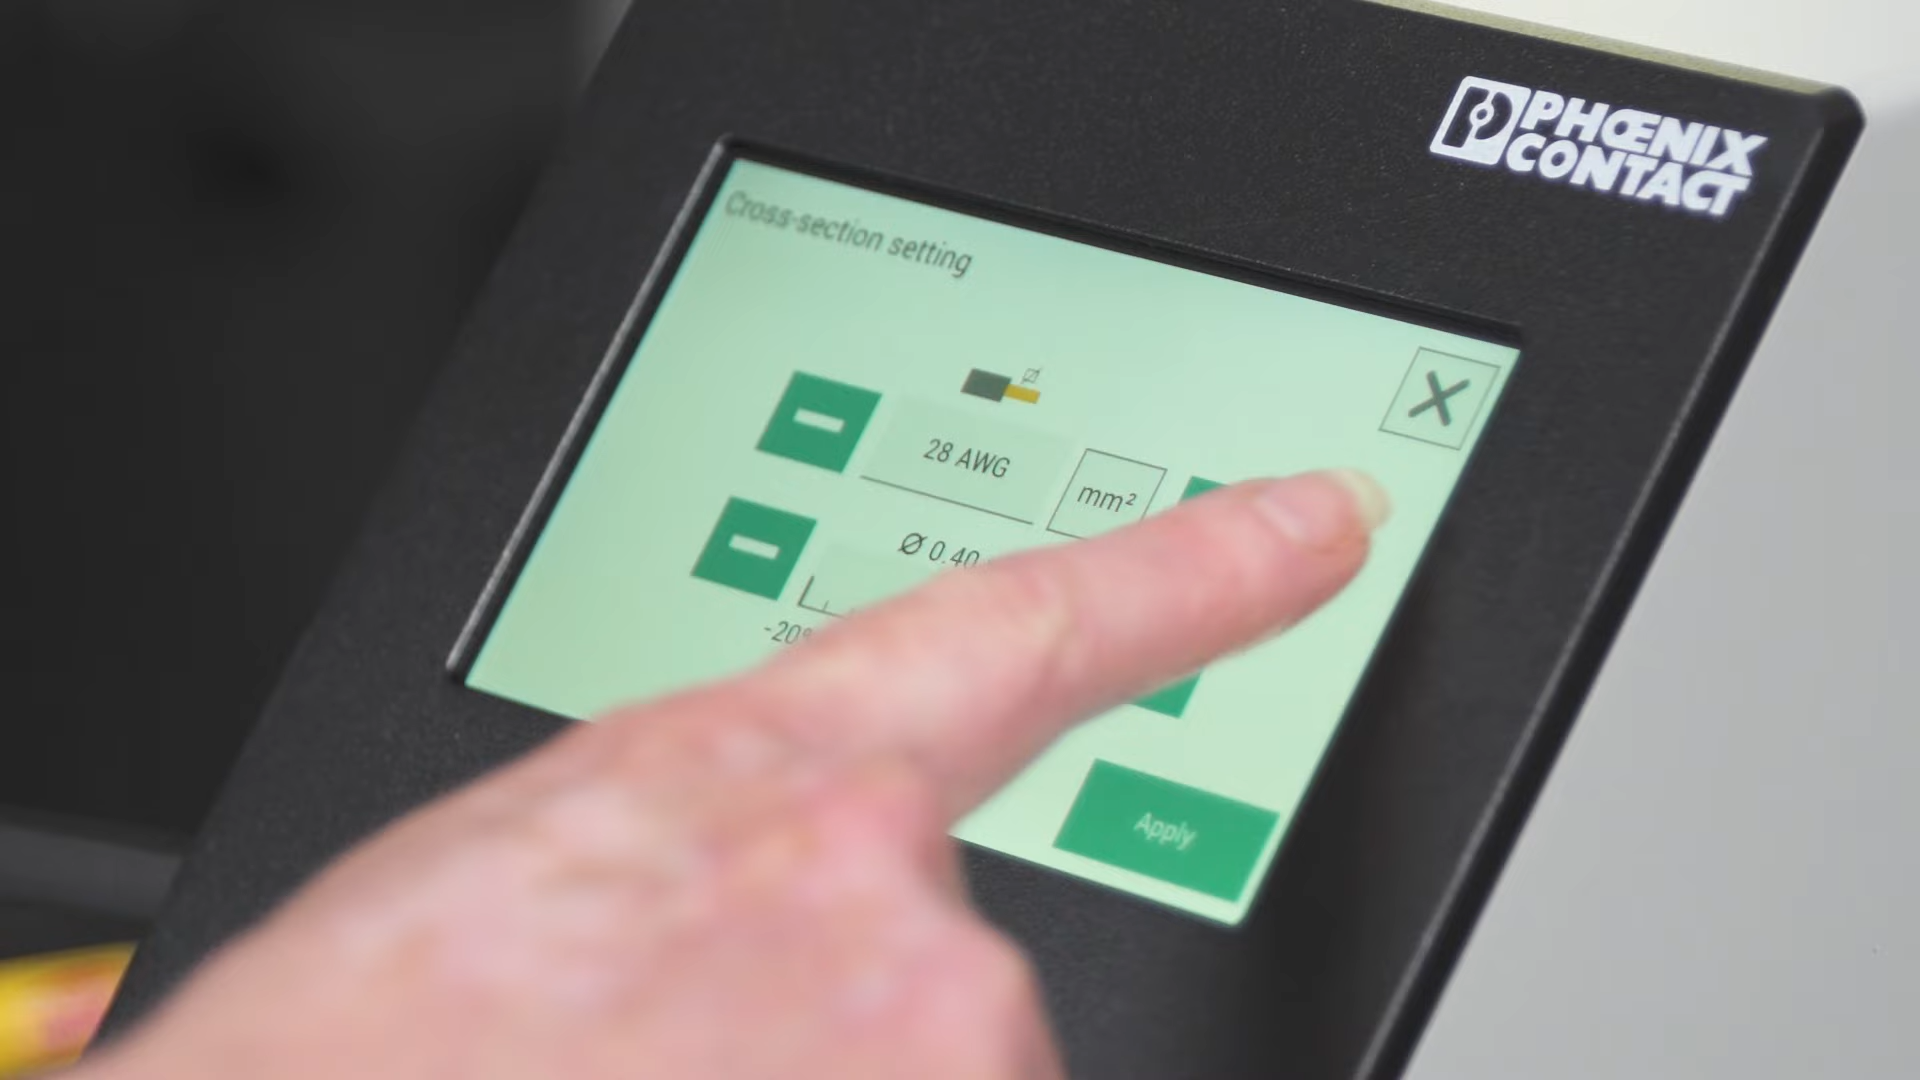 PHŒNIX
CONTACT
Cross-section setting
28 AWG
mm²
Ø 0.40
-20%
Apply